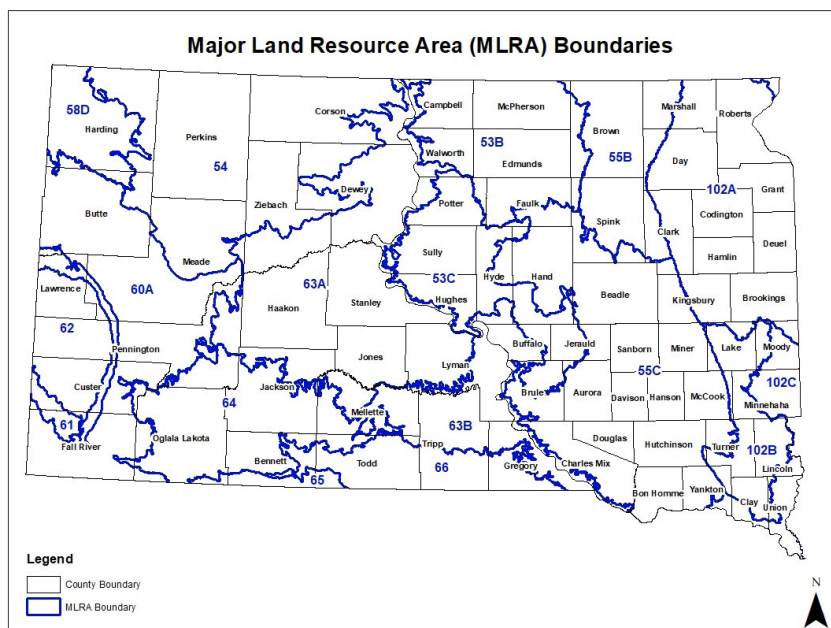 Major Land Resource Area (MLRA) Boundaries
58D
Harding
Perkins
54
Corson
Campbell
McPherson
Marshall
Roberts
Brown
Walworth
53B
Edmunds
55B
Day
Dewey
Ziebach
Butte
Potter
Faulk
102A
Grant
Codington
Spink
Clark
Meade
Sully
Hyde
Hand
Hamlin
Deuel
60A
63A
53C
Lawrence
Haakon
Stanley
Hughes
Beadle
Kingsbury
Brookings
62
Pennington
Jones
Lyman
Buffalo
Jerauld
Sanborn
Miner
Lake
Moody
Custer
Jackson
64
Mellette
Brule
Aurora
55C
Davison
Hanson
McCook
102C
Minnehaha
61
Fall River
Oglala Lakota
63B
Tripp
Douglas
Hutchinson
Turner
102B
Bennett
Todd
65
66
Gregory
Charles Mix
Lincoln
Bon Homme
Yankton
Clay
Union
Legend
County Boundary
MLRA Boundary
N